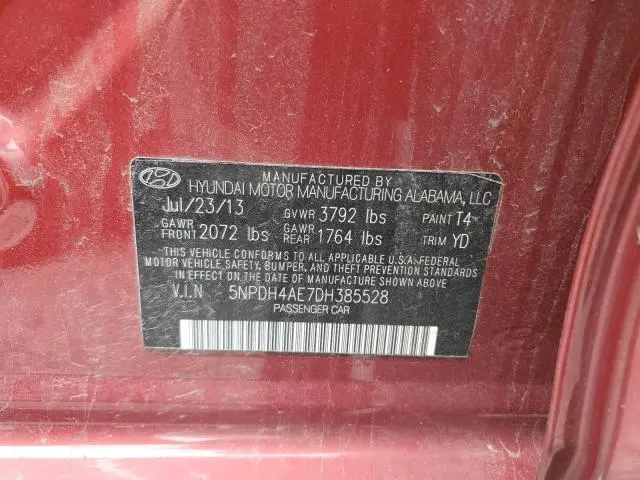 MANUFACTURED BY
HYUNDAI MOTOR MANUFACTURING ALABAMA, LLC
Jul/23/13 GVWR 3792 lbs PAINT T4
GAWR FRONT 2072 lbs GAWR REAR 1764 lbs TRIM YD
THIS VEHICLE CONFORMS TO ALL APPLICABLE U.S.A. FEDERAL
MOTOR VEHICLE SAFETY, BUMPER, AND THEFT PREVENTION STANDARDS
IN EFFECT ON THE DATE OF MANUFACTURE SHOWN ABOVE
V.I.N 5NPDH4AE7DH385528
PASSENGER CAR